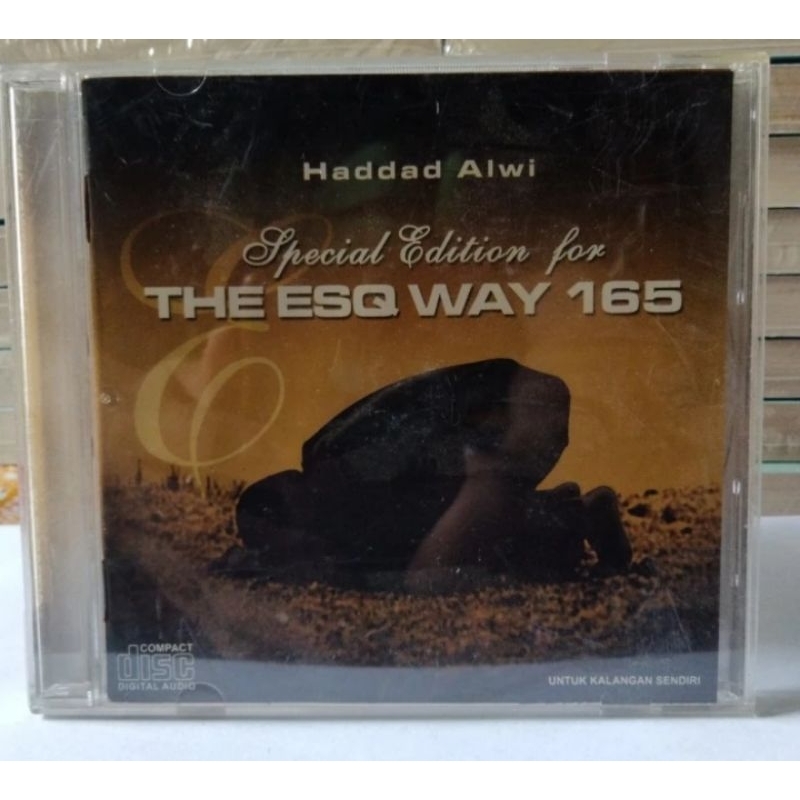 Haddad Alwi
Special Edition for
THE ESQ WAY 165
COMPACT
disc
DIGITAL AUDIO
UNTUK KALANGAN SENDIRI